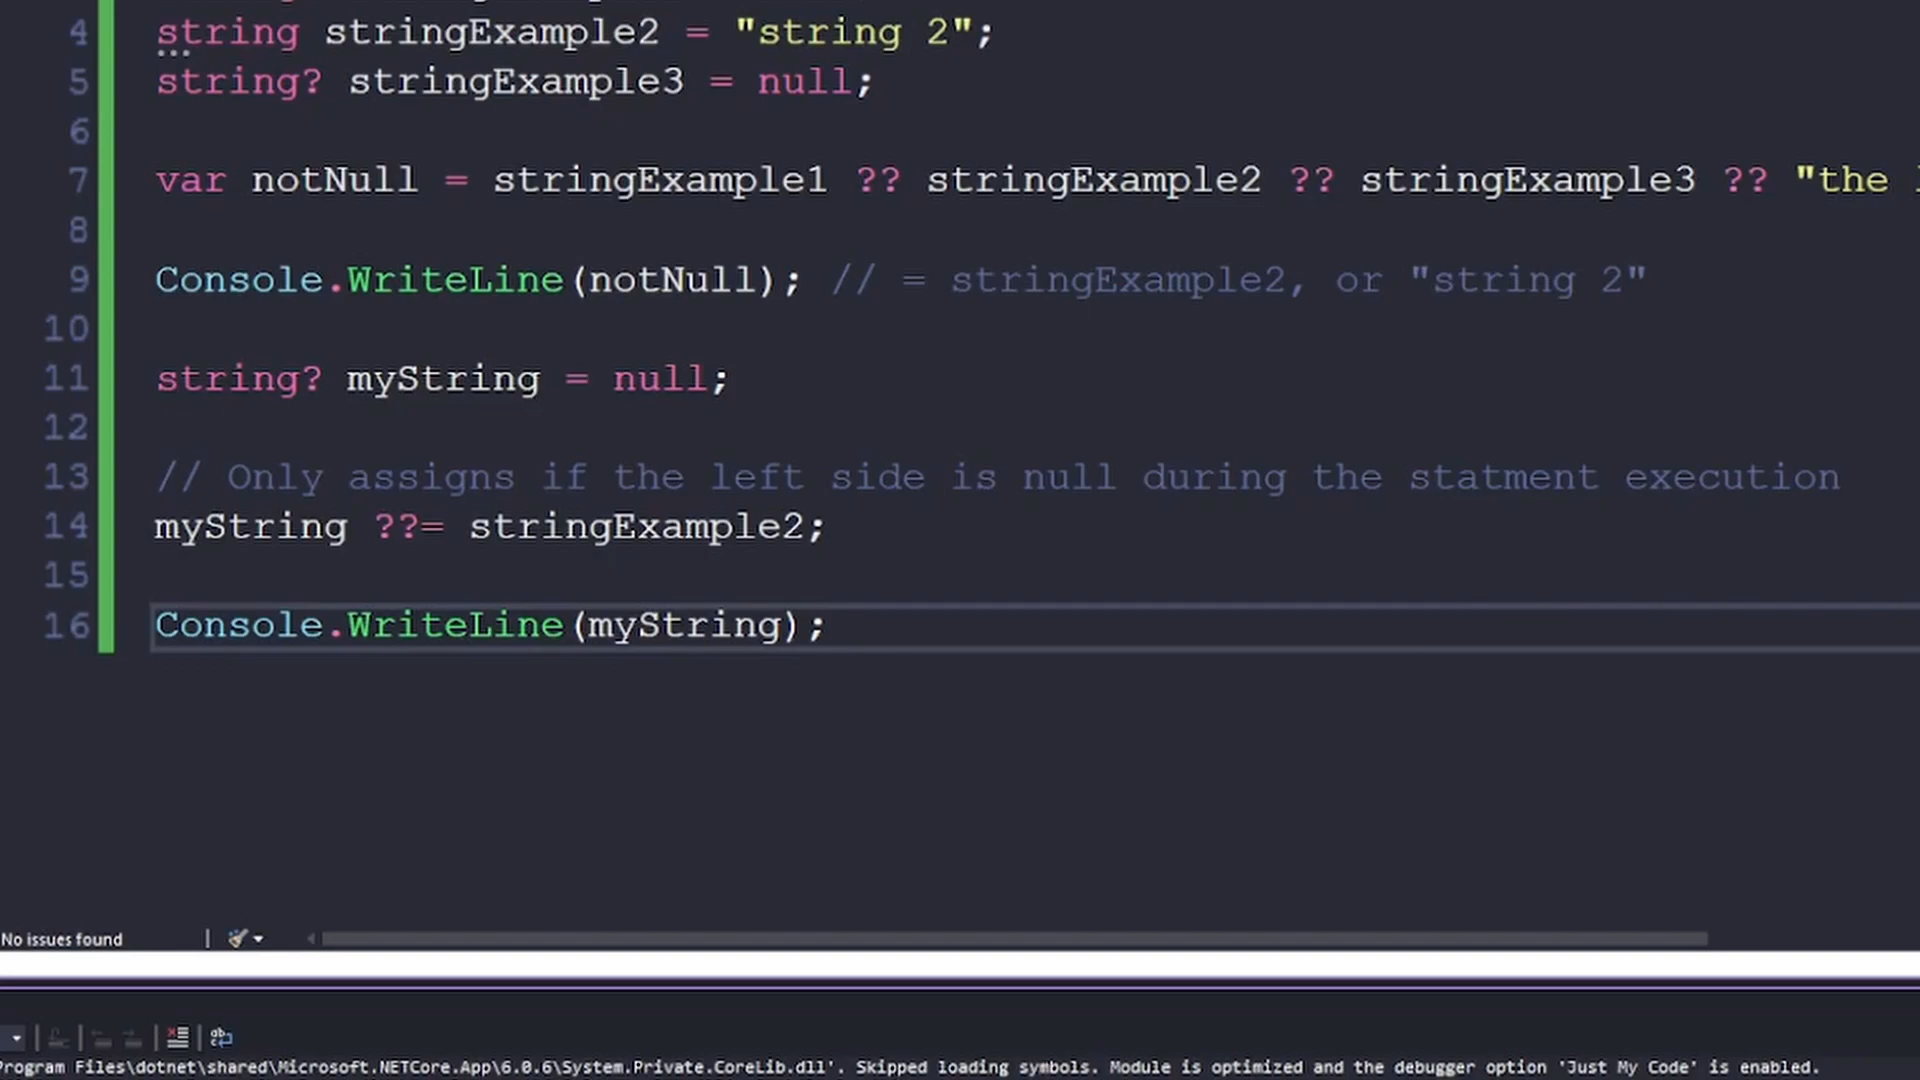 4 string stringExample2 = "string 2";
5 string? stringExample3 = null;
6
7 var notNull = stringExample1 ?? stringExample2 ?? stringExample3 ?? "the
8
9 Console.WriteLine(notNull); // = stringExample2, or "string 2"
10
11 string? myString = null;
12
13 // Only assigns if the left side is null during the statment execution
14 myString ??= stringExample2;
15
16 Console.WriteLine(myString);
No issues found
Program Files\dotnet\shared\Microsoft.NETCore.App\6.0.6\System.Private.CoreLib.dll'. Skipped loading symbols. Module is optimized and the debugger option 'Just My Code' is enabled.